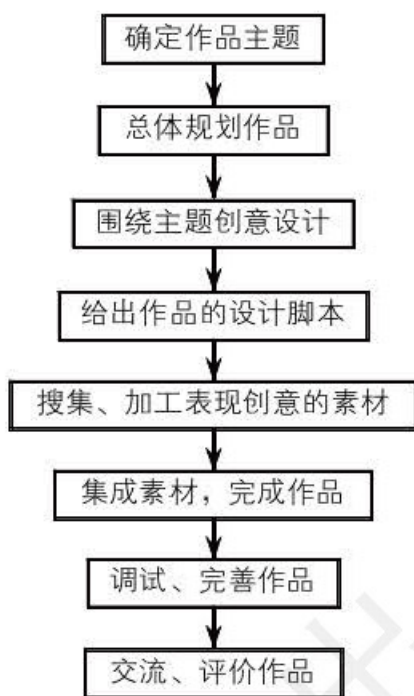 确定作品主题
总体规划作品
围绕主题创意设计
给出作品的设计脚本
搜集、加工表现创意的素材
集成素材，完成作品
调试、完善作品
交流、评价作品